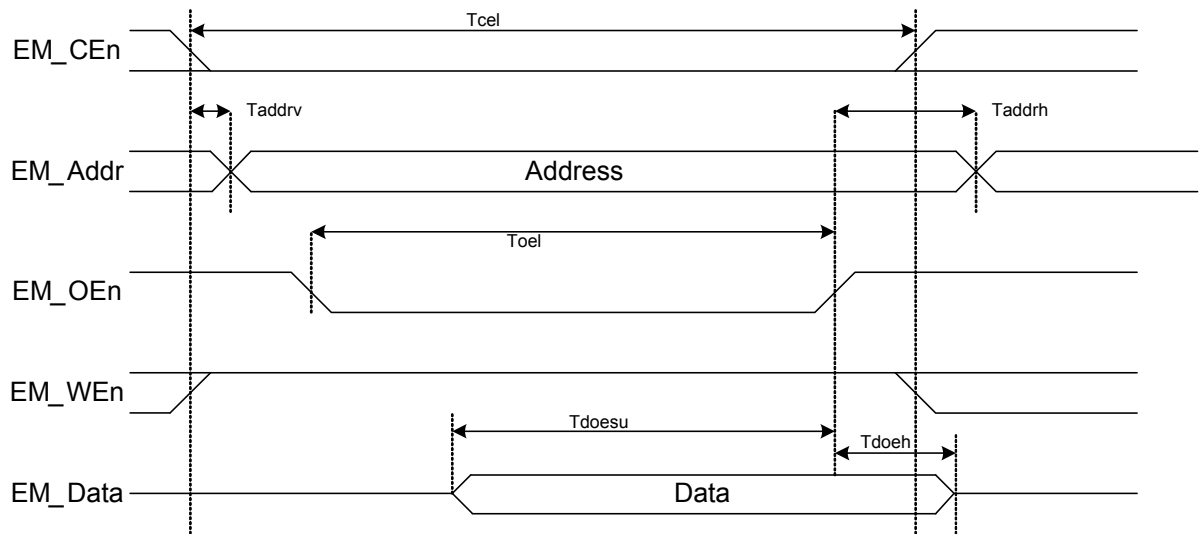 Tcel
EM_CEn
Taddrv
Taddrh
EM_Addr
Address
Toel
EM_OEn
EM_WEn
Tdoesu
Tdoeh
EM_Data
Data